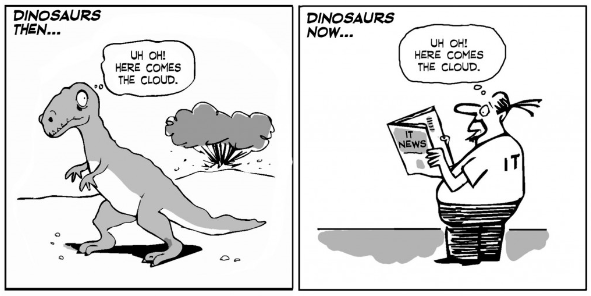 DINOSAURS
THEN...
UH OH!
HERE COMES
THE CLOUD.
DINOSAURS
NOW...
UH OH!
HERE COMES
THE CLOUD.
IT
NEWS
IT